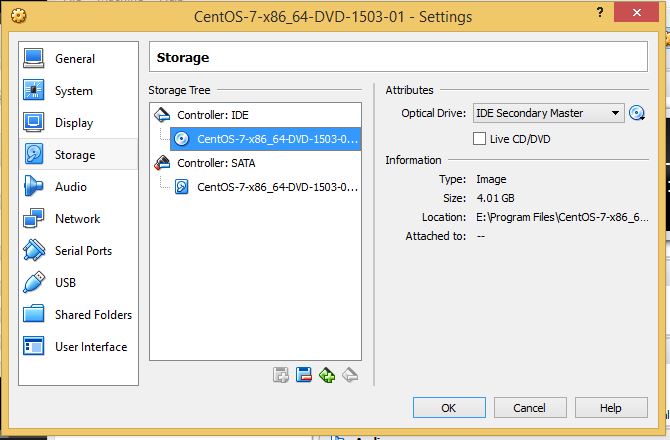 CentOS-7-x86_64-DVD-1503-01 - Settings
?
General
System
Display
Storage
Audio
Network
Serial Ports
USB
Shared Folders
User Interface
Storage
Storage Tree
Controller: IDE
CentOS-7-x86_64-DVD-1503-0...
Controller: SATA
CentOS-7-x86_64-DVD-1503-0...
Attributes
Optical Drive: IDE Secondary Master
Live CD/DVD
Information
Type: Image
Size: 4.01 GB
Location: E:\Program Files\CentOS-7-x86_6...
Attached to: --
OK
Cancel
Help